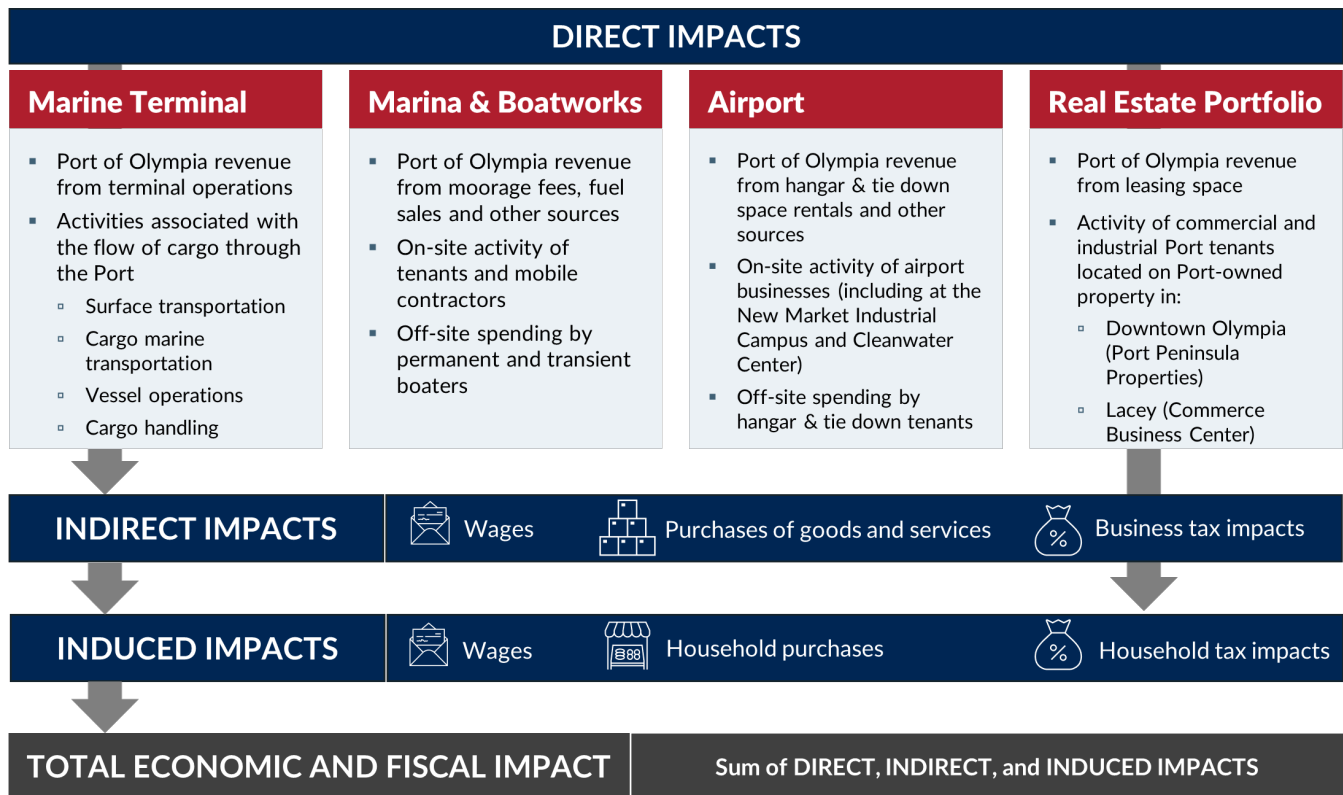 DIRECT IMPACTS
Marine Terminal
Port of Olympia revenue
from terminal operations
Activities associated with
the flow of cargo through
the Port
Surface transportation
Cargo marine
transportation
Vessel operations
Cargo handling
Marina & Boatworks
Port of Olympia revenue
from moorage fees, fuel
sales and other sources
On-site activity of
tenants and mobile
contractors
Off-site spending by
permanent and transient
boaters
Airport
Port of Olympia revenue
from hangar & tie down
space rentals and other
sources
On-site activity of airport
businesses (including at the
New Market Industrial
Campus and Cleanwater
Center)
Off-site spending by
hangar & tie down tenants
Real Estate Portfolio
Port of Olympia revenue
from leasing space
Activity of commercial and
industrial Port tenants
located on Port-owned
property in:
Downtown Olympia
(Port Peninsula
Properties)
Lacey (Commerce
Business Center)
INDIRECT IMPACTS
Wages
Purchases of goods and services
%
Business tax impacts
INDUCED IMPACTS
Wages
Household purchases
%
Household tax impacts
TOTAL ECONOMIC AND FISCAL IMPACT
Sum of DIRECT, INDIRECT, and INDUCED IMPACTS